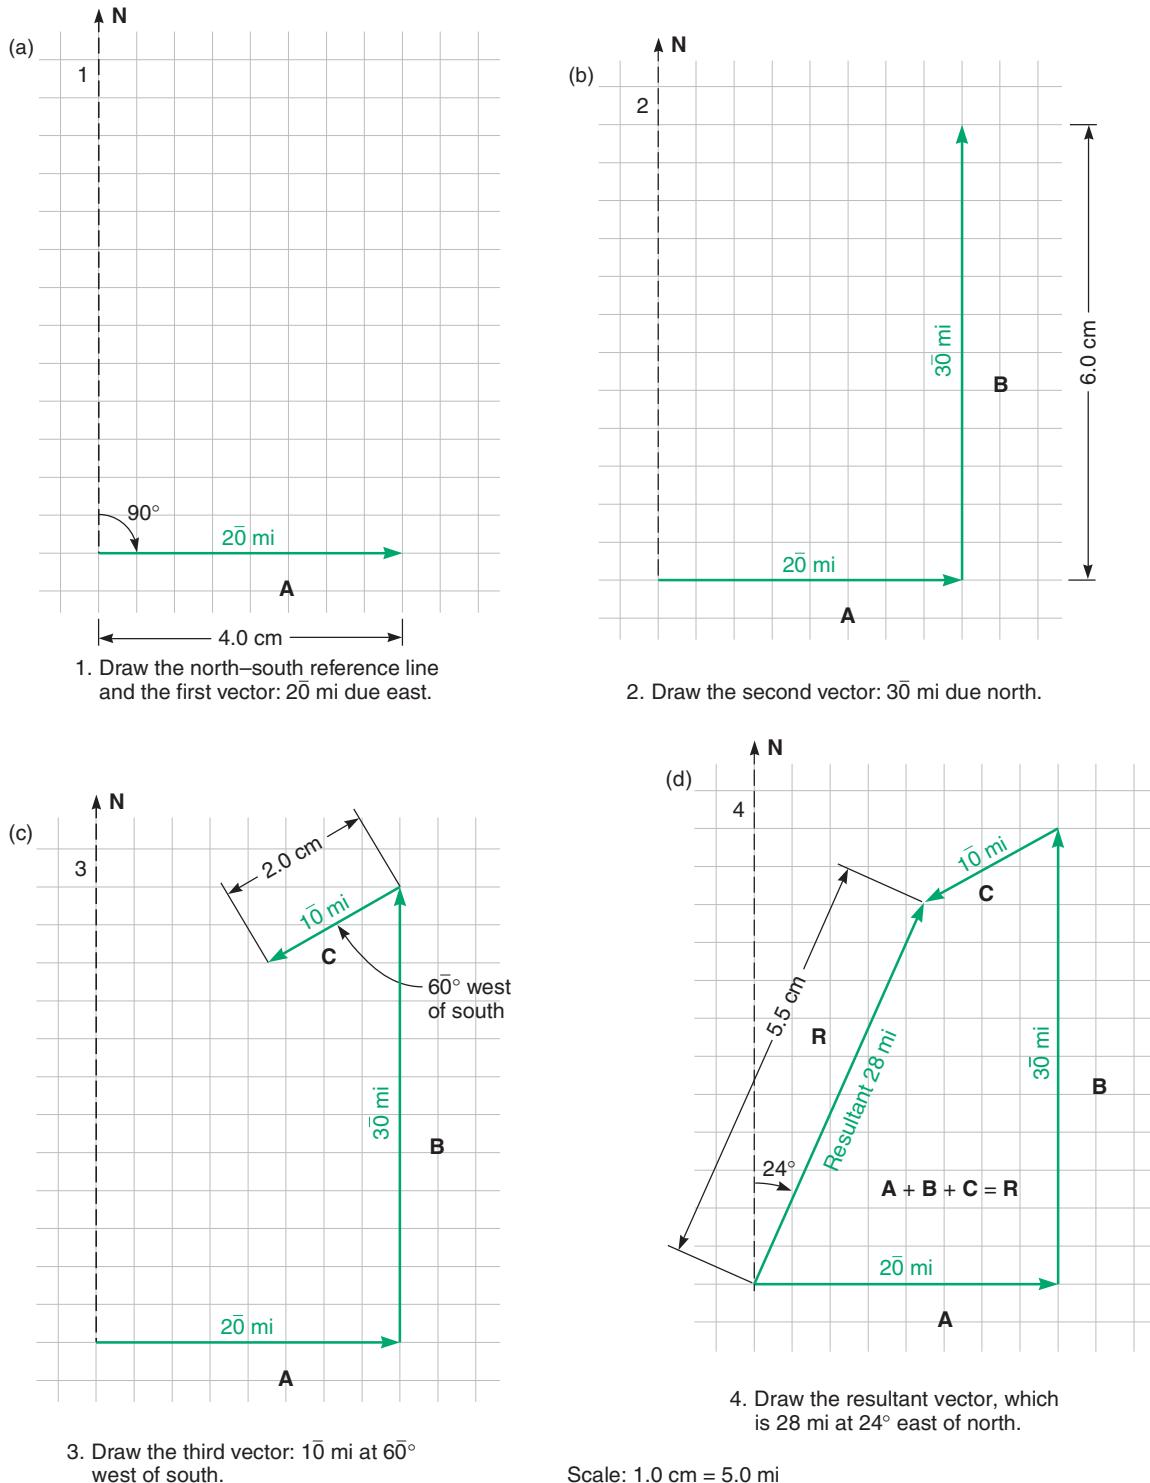 (a)
N
1
90°
20̅ mi
A
4.0 cm
1. Draw the north–south reference line
and the first vector: 20̅ mi due east.
(b)
N
2
30̅ mi
B
6.0 cm
20̅ mi
A
2. Draw the second vector: 30̅ mi due north.
(c)
N
3
2.0 cm
10̅ mi
C
60̅° west
of south
30̅ mi
B
20̅ mi
A
3. Draw the third vector: 10̅ mi at 60̅°
west of south.
(d)
N
4
10̅ mi
C
5.5 cm
R
Resultant 28 mi
30̅ mi
B
24°
A + B + C = R
20̅ mi
A
4. Draw the resultant vector, which
is 28 mi at 24° east of north.
Scale: 1.0 cm = 5.0 mi